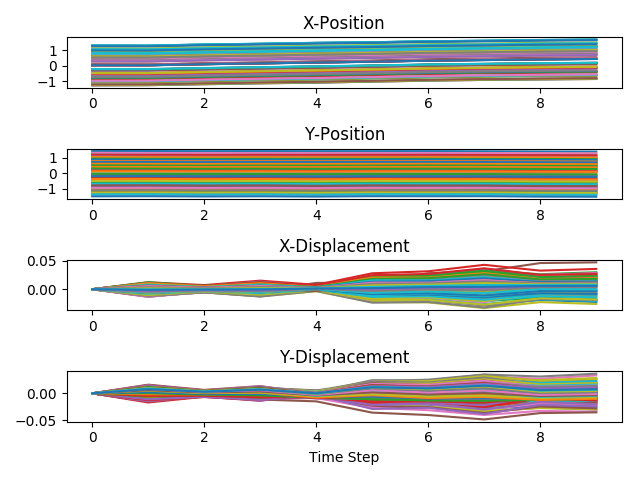 X-Position
1
0
−1
0 2 4 6 8
Y-Position
1
0
−1
0 2 4 6 8
X-Displacement
0.05
0.00
0 2 4 6 8
Y-Displacement
0.00
−0.05
0 2 4 6 8
Time Step